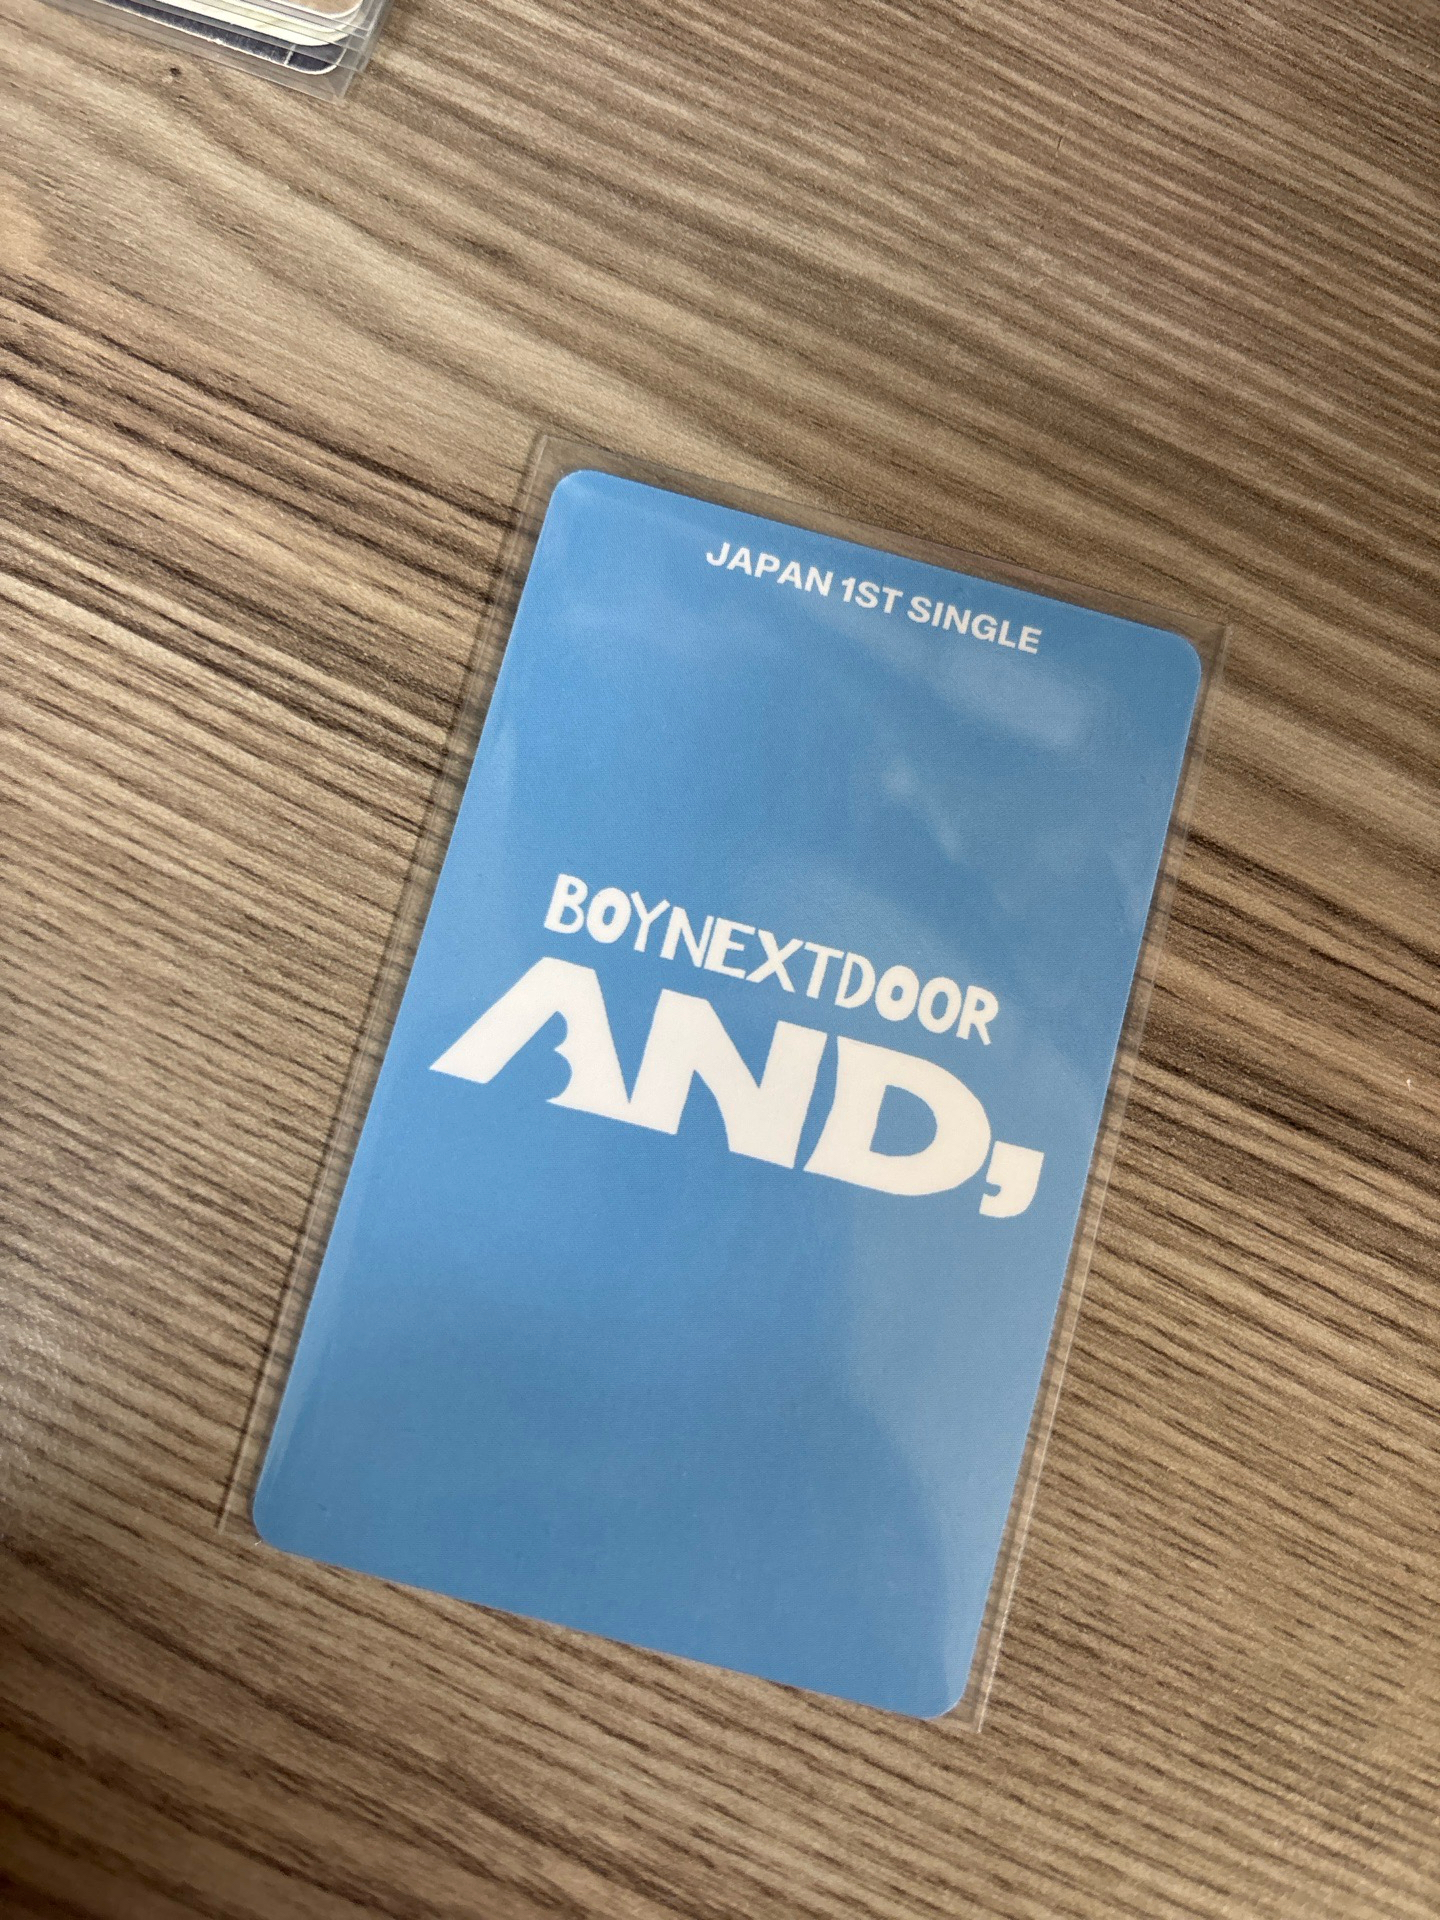 JAPAN 1ST SINGLE
BOYNEXTDOOR
AND,